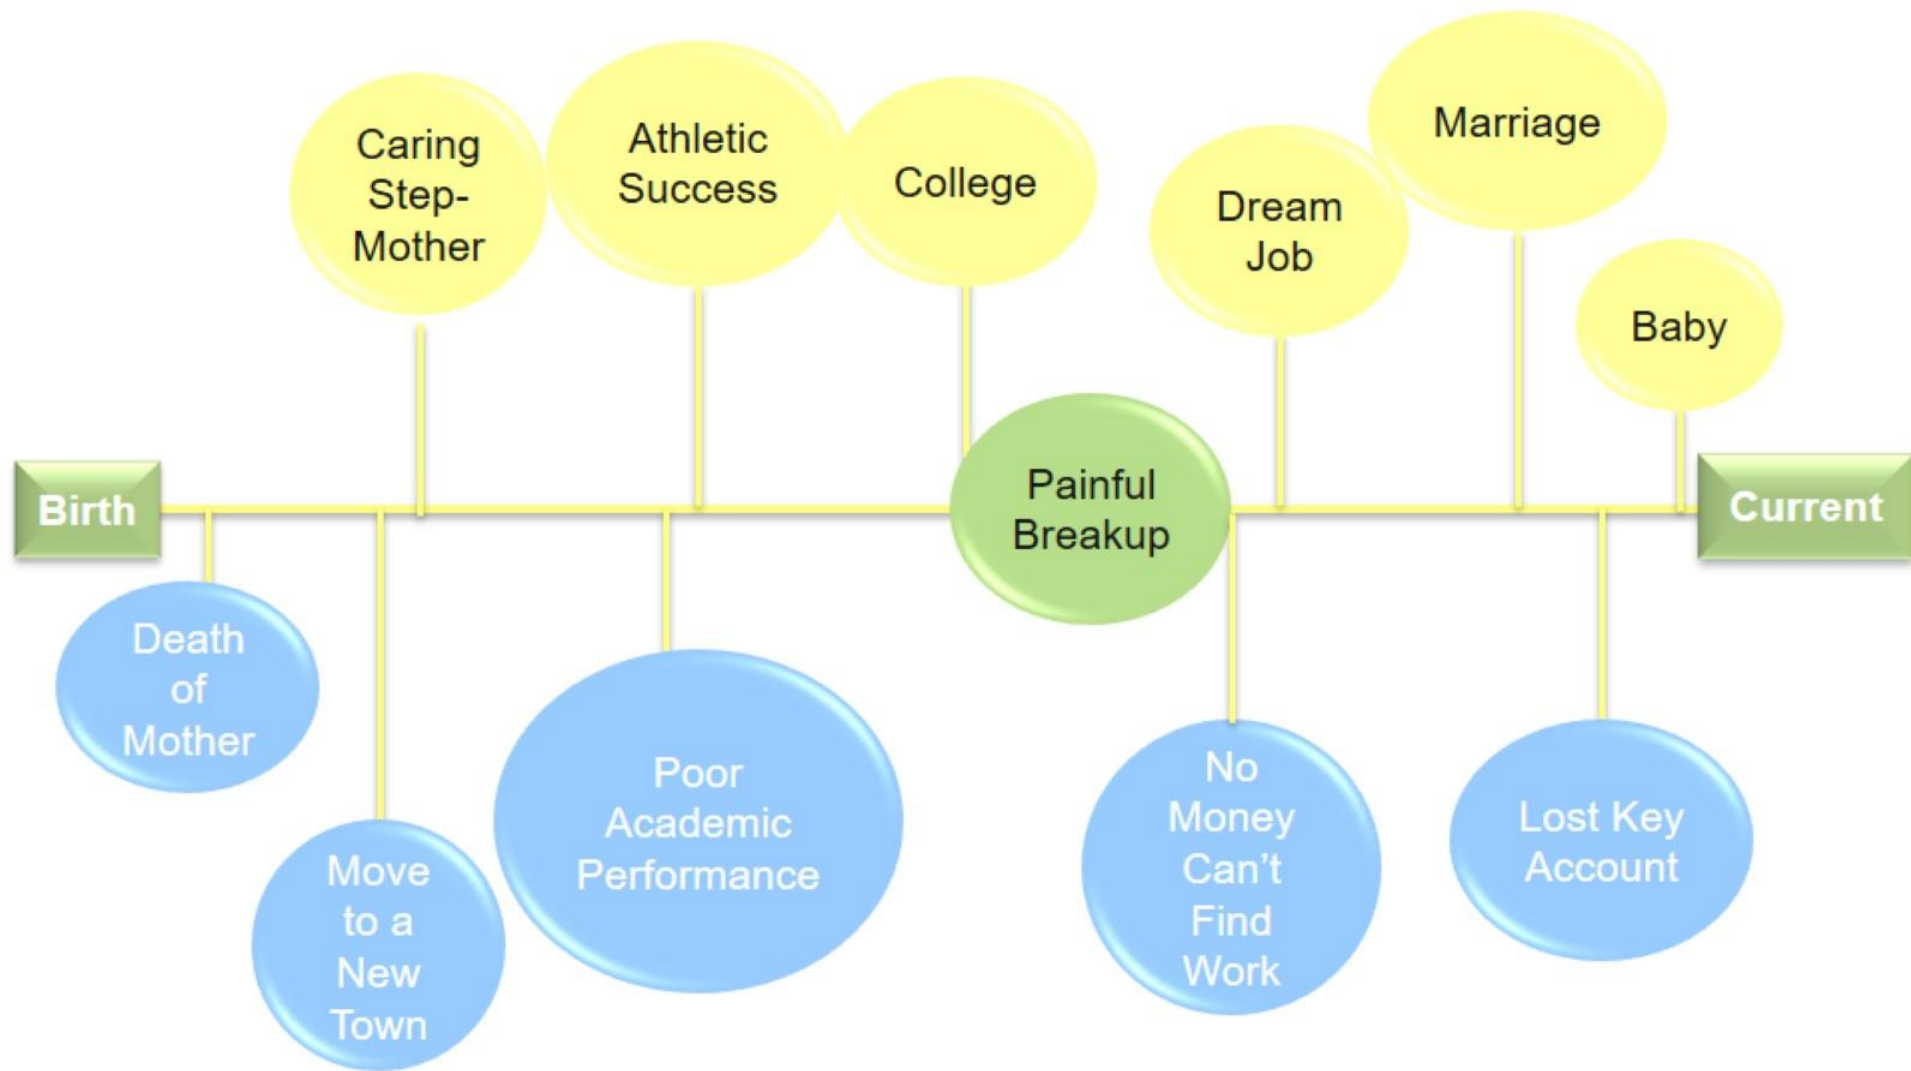 Caring
Step-
Mother
Athletic
Success
College
Dream
Job
Marriage
Baby
Birth
Painful
Breakup
Current
Death
of
Mother
Move
to a
New
Town
Poor
Academic
Performance
No
Money
Can’t
Find
Work
Lost Key
Account